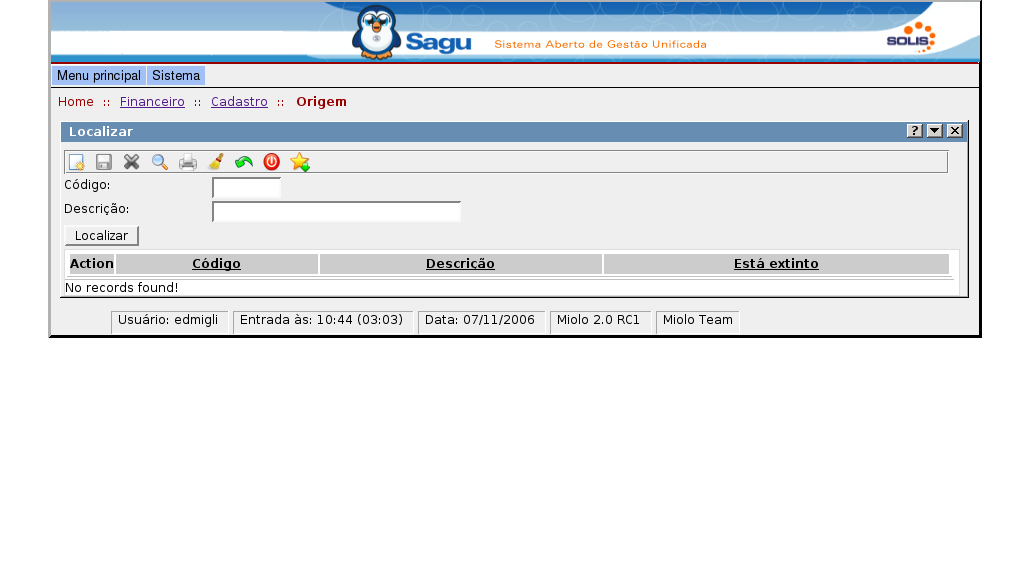 Sagu Sistema Aberto de Gestão Unificada SOLIS
Menu principal Sistema
Home :: Financeiro :: Cadastro :: Origem
Localizar ?
Código:
Descrição:
Localizar
Action Código Descrição Está extinto
No records found!
Usuário: edmigli Entrada às: 10:44 (03:03) Data: 07/11/2006 Miolo 2.0 RC1 Miolo Team